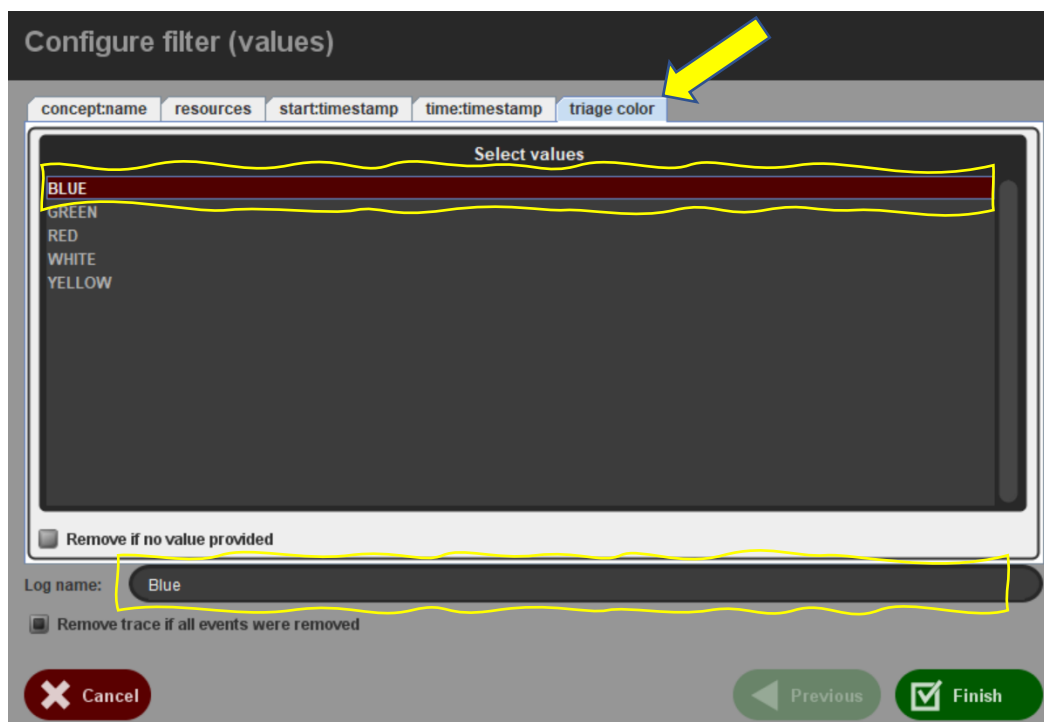 Configure filter (values)
concept:name resources start:timestamp time:timestamp triage color
Select values
BLUE
GREEN
RED
WHITE
YELLOW
Remove if no value provided
Log name: Blue
Remove trace if all events were removed
Cancel Previous Finish